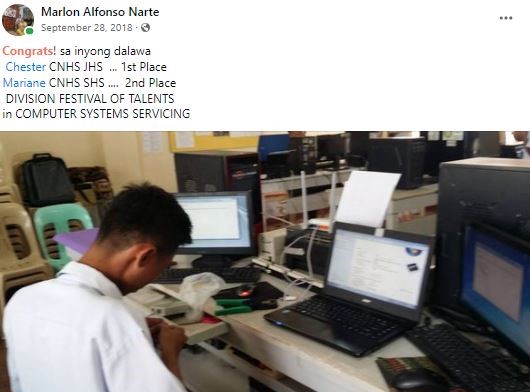 Marlon Alfonso Narte
September 28, 2018 ·
Congrats! sa inyong dalawa
Chester CNHS JHS ... 1st Place
Mariane CNHS SHS .... 2nd Place
DIVISION FESTIVAL OF TALENTS
in COMPUTER SYSTEMS SERVICING